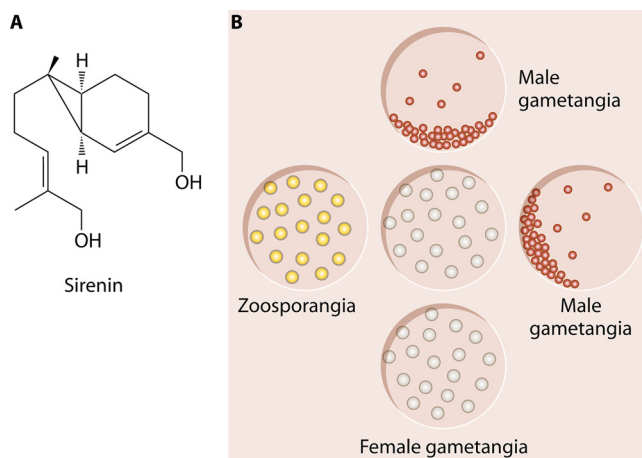 A
H
H
OH
OH
Sirenin
B
Male
gametangia
Zoosporangia
Male
gametangia
Female gametangia